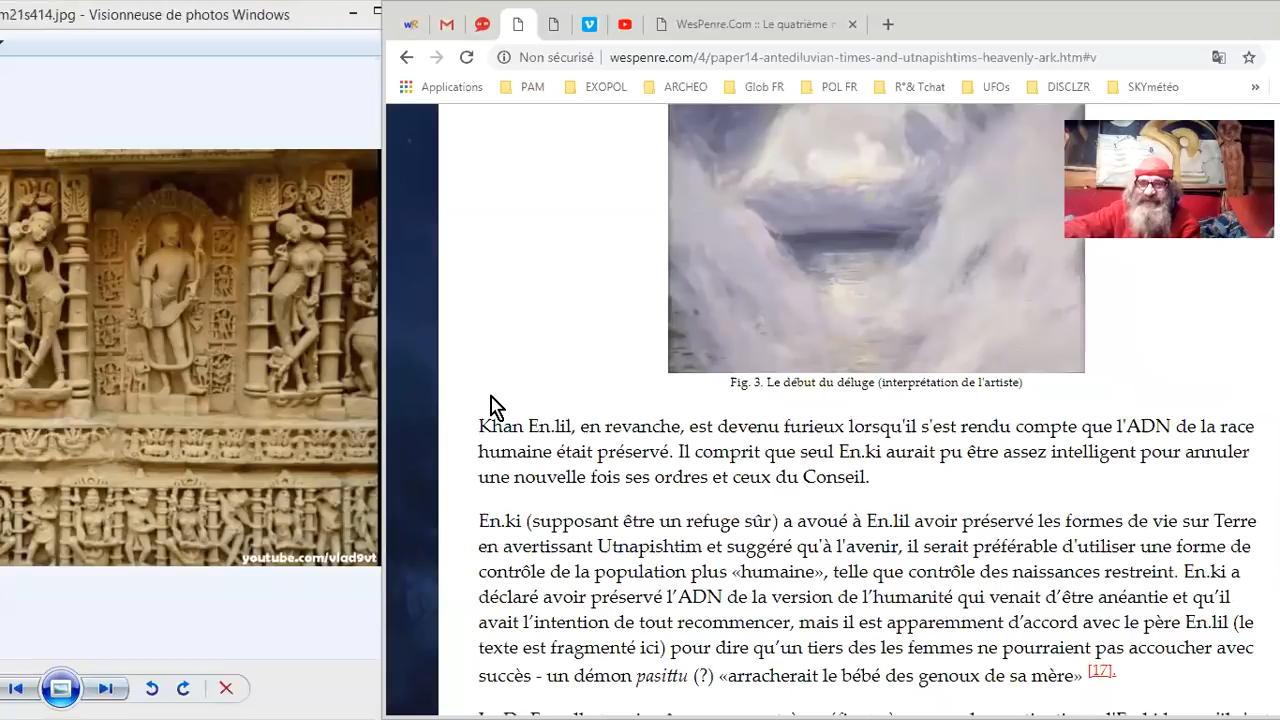 m21s414.jpg - Visionneuse de photos Windows
WesPenre.Com :: Le quatrième
Non sécurisé
wespenre.com/4/paper14-antediluvian-times-and-utnapishtims-heavenly-ark.htm#v
Applications
PAM
EXOPOL
ARCHEO
Glob FR
POL FR
R°& Tchat
UFOs
DISCLZR
SKYmétéo
»
youtube.com/vlad9vt
Fig. 3. Le début du déluge (interprétation de l'artiste)
Khan En.lil, en revanche, est devenu furieux lorsqu'il s'est rendu compte que l'ADN de la race
humaine était préservé. Il comprit que seul En.ki aurait pu être assez intelligent pour annuler
une nouvelle fois ses ordres et ceux du Conseil.
En.ki (supposant être un refuge sûr) a avoué à En.lil avoir préservé les formes de vie sur Terre
en avertissant Utnapishtim et suggéré qu'à l'avenir, il serait préférable d'utiliser une forme de
contrôle de la population plus «humaine», telle que contrôle des naissances restreint. En.ki a
déclaré avoir préservé l’ADN de la version de l’humanité qui venait d’être anéantie et qu’il
avait l’intention de tout recommencer, mais il est apparemment d’accord avec le père En.lil (le
texte est fragmenté ici) pour dire qu’un tiers des les femmes ne pourraient pas accoucher avec
succès - un démon pasittu (?) «arracherait le bébé des genoux de sa mère» [17].